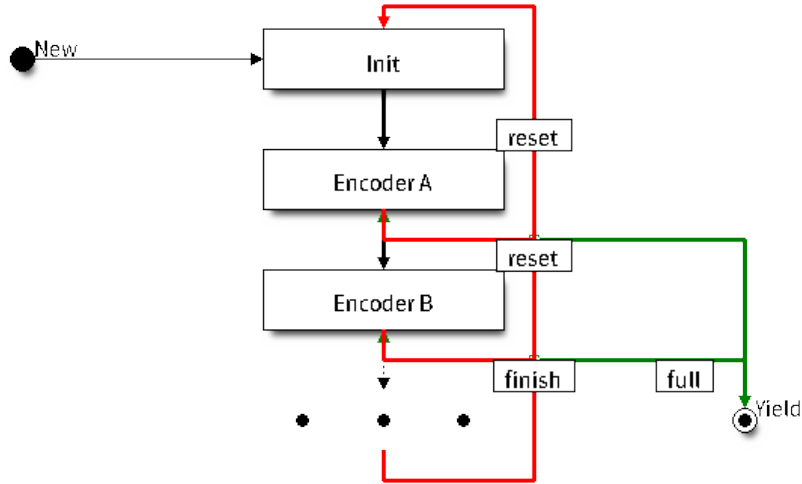 New
Init
reset
Encoder A
reset
Encoder B
finish
full
Yield